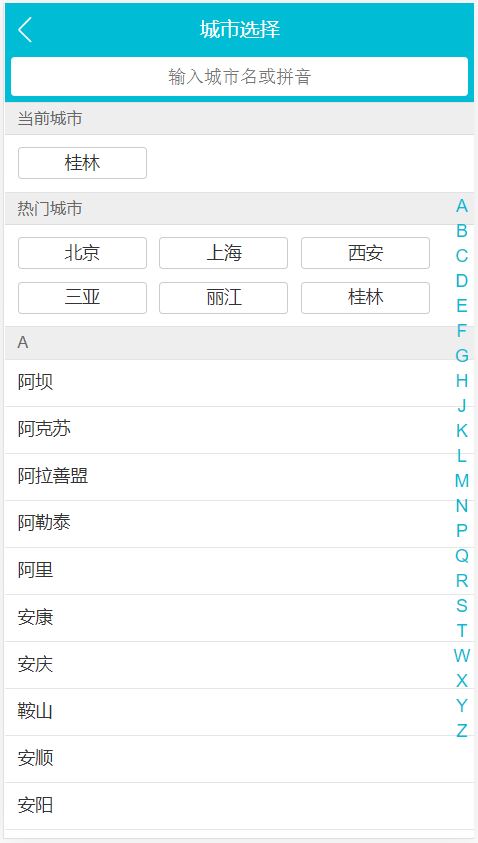 城市选择
输入城市名或拼音
当前城市
桂林
热门城市
北京 上海 西安
三亚 丽江 桂林
A
阿坝
阿克苏
阿拉善盟
阿勒泰
阿里
安康
安庆
鞍山
安顺
安阳
A
B
C
D
E
F
G
H
J
K
L
M
N
P
Q
R
S
T
W
X
Y
Z